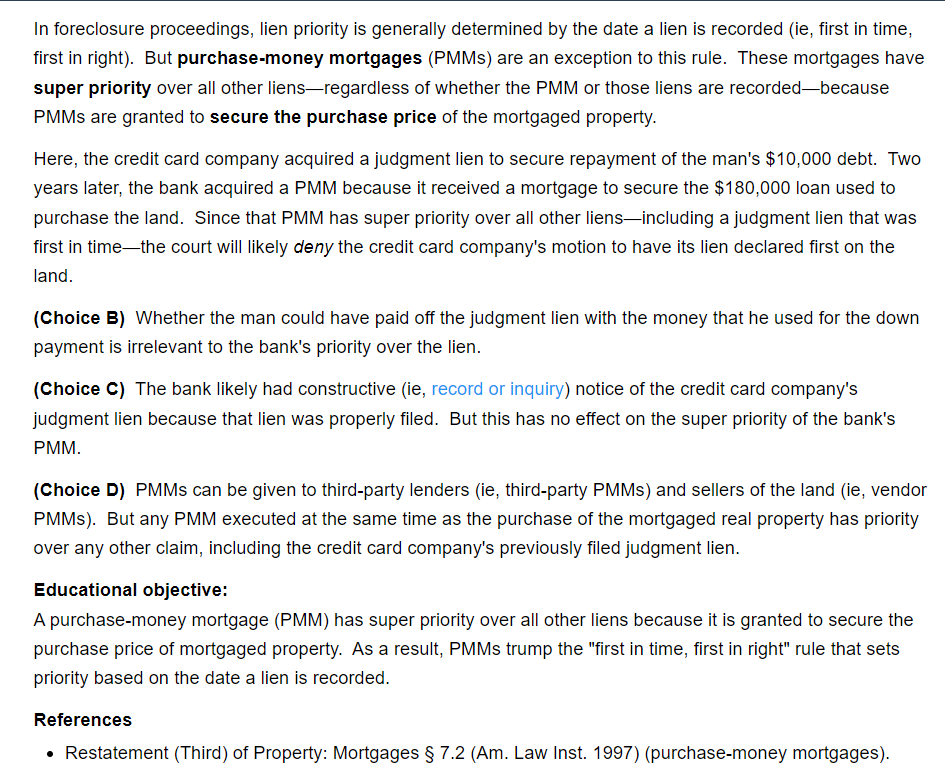 In foreclosure proceedings, lien priority is generally determined by the date a lien is recorded (ie, first in time,
first in right).  But purchase-money mortgages (PMMs) are an exception to this rule.  These mortgages have
super priority over all other liens—regardless of whether the PMM or those liens are recorded—because
PMMs are granted to secure the purchase price of the mortgaged property.
Here, the credit card company acquired a judgment lien to secure repayment of the man's $10,000 debt.  Two
years later, the bank acquired a PMM because it received a mortgage to secure the $180,000 loan used to
purchase the land.  Since that PMM has super priority over all other liens—including a judgment lien that was
first in time—the court will likely deny the credit card company's motion to have its lien declared first on the
land.
(Choice B)  Whether the man could have paid off the judgment lien with the money that he used for the down
payment is irrelevant to the bank's priority over the lien.
(Choice C)  The bank likely had constructive (ie, record or inquiry) notice of the credit card company's
judgment lien because that lien was properly filed.  But this has no effect on the super priority of the bank's
PMM.
(Choice D)  PMMs can be given to third-party lenders (ie, third-party PMMs) and sellers of the land (ie, vendor
PMMs).  But any PMM executed at the same time as the purchase of the mortgaged real property has priority
over any other claim, including the credit card company's previously filed judgment lien.
Educational objective:
A purchase-money mortgage (PMM) has super priority over all other liens because it is granted to secure the
purchase price of mortgaged property.  As a result, PMMs trump the "first in time, first in right" rule that sets
priority based on the date a lien is recorded.
References
• Restatement (Third) of Property: Mortgages § 7.2 (Am. Law Inst. 1997) (purchase-money mortgages).